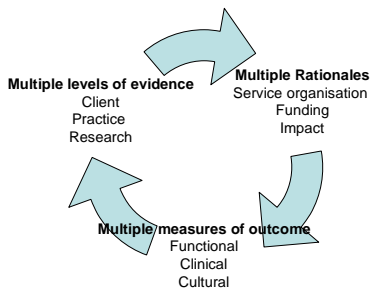 Multiple levels of evidence
Client
Practice
Research
Multiple Rationales
Service organisation
Funding
Impact
Multiple measures of outcome
Functional
Clinical
Cultural